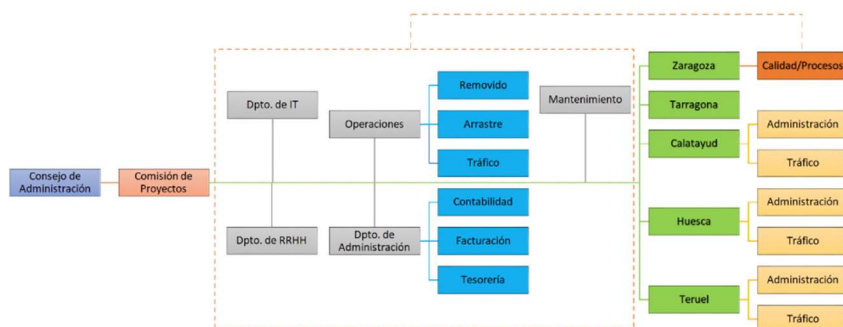 Consejo de
Administración
Comisión de
Proyectos
Dpto. de IT
Dpto. de RRHH
Operaciones
Dpto. de
Administración
Removido
Arrastre
Tráfico
Contabilidad
Facturación
Tesorería
Mantenimiento
Zaragoza
Calidad/Procesos
Tarragona
Calatayud
Administración
Tráfico
Huesca
Administración
Tráfico
Teruel
Administración
Tráfico